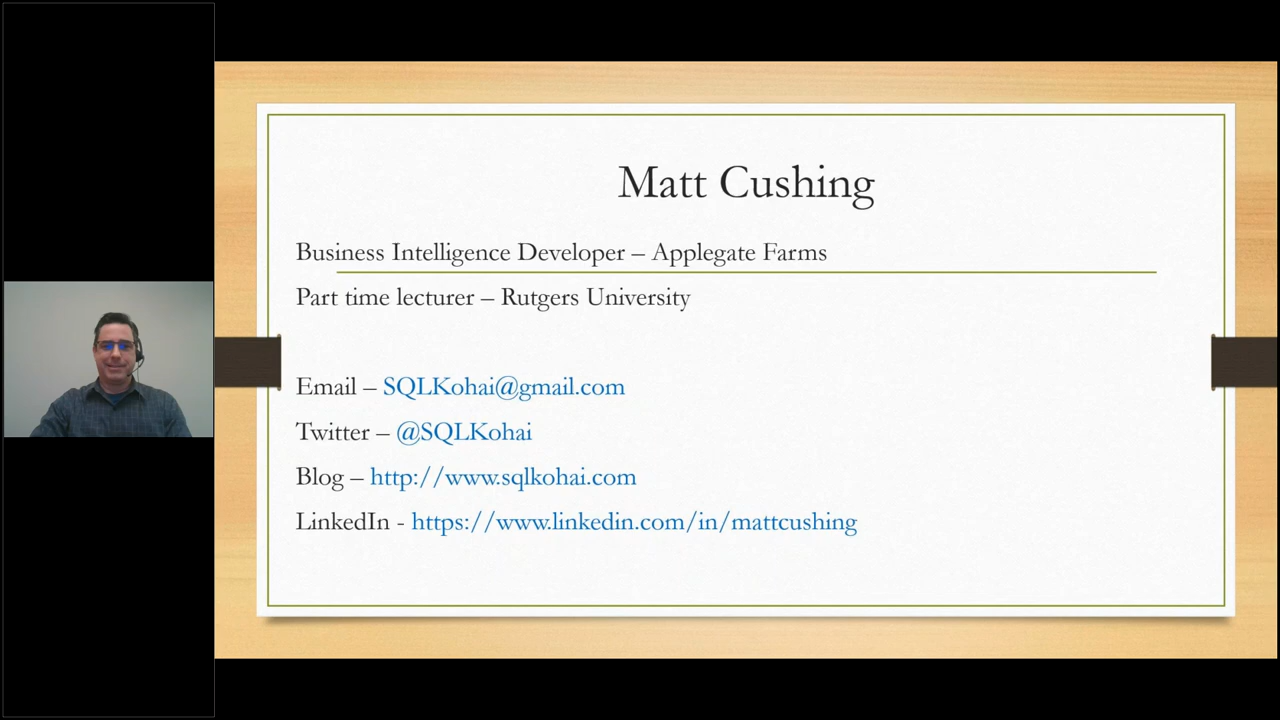 Matt Cushing
Business Intelligence Developer – Applegate Farms
Part time lecturer – Rutgers University
Email – SQLKohai@gmail.com
Twitter – @SQLKohai
Blog – http://www.sqlkohai.com
LinkedIn - https://www.linkedin.com/in/mattcushing